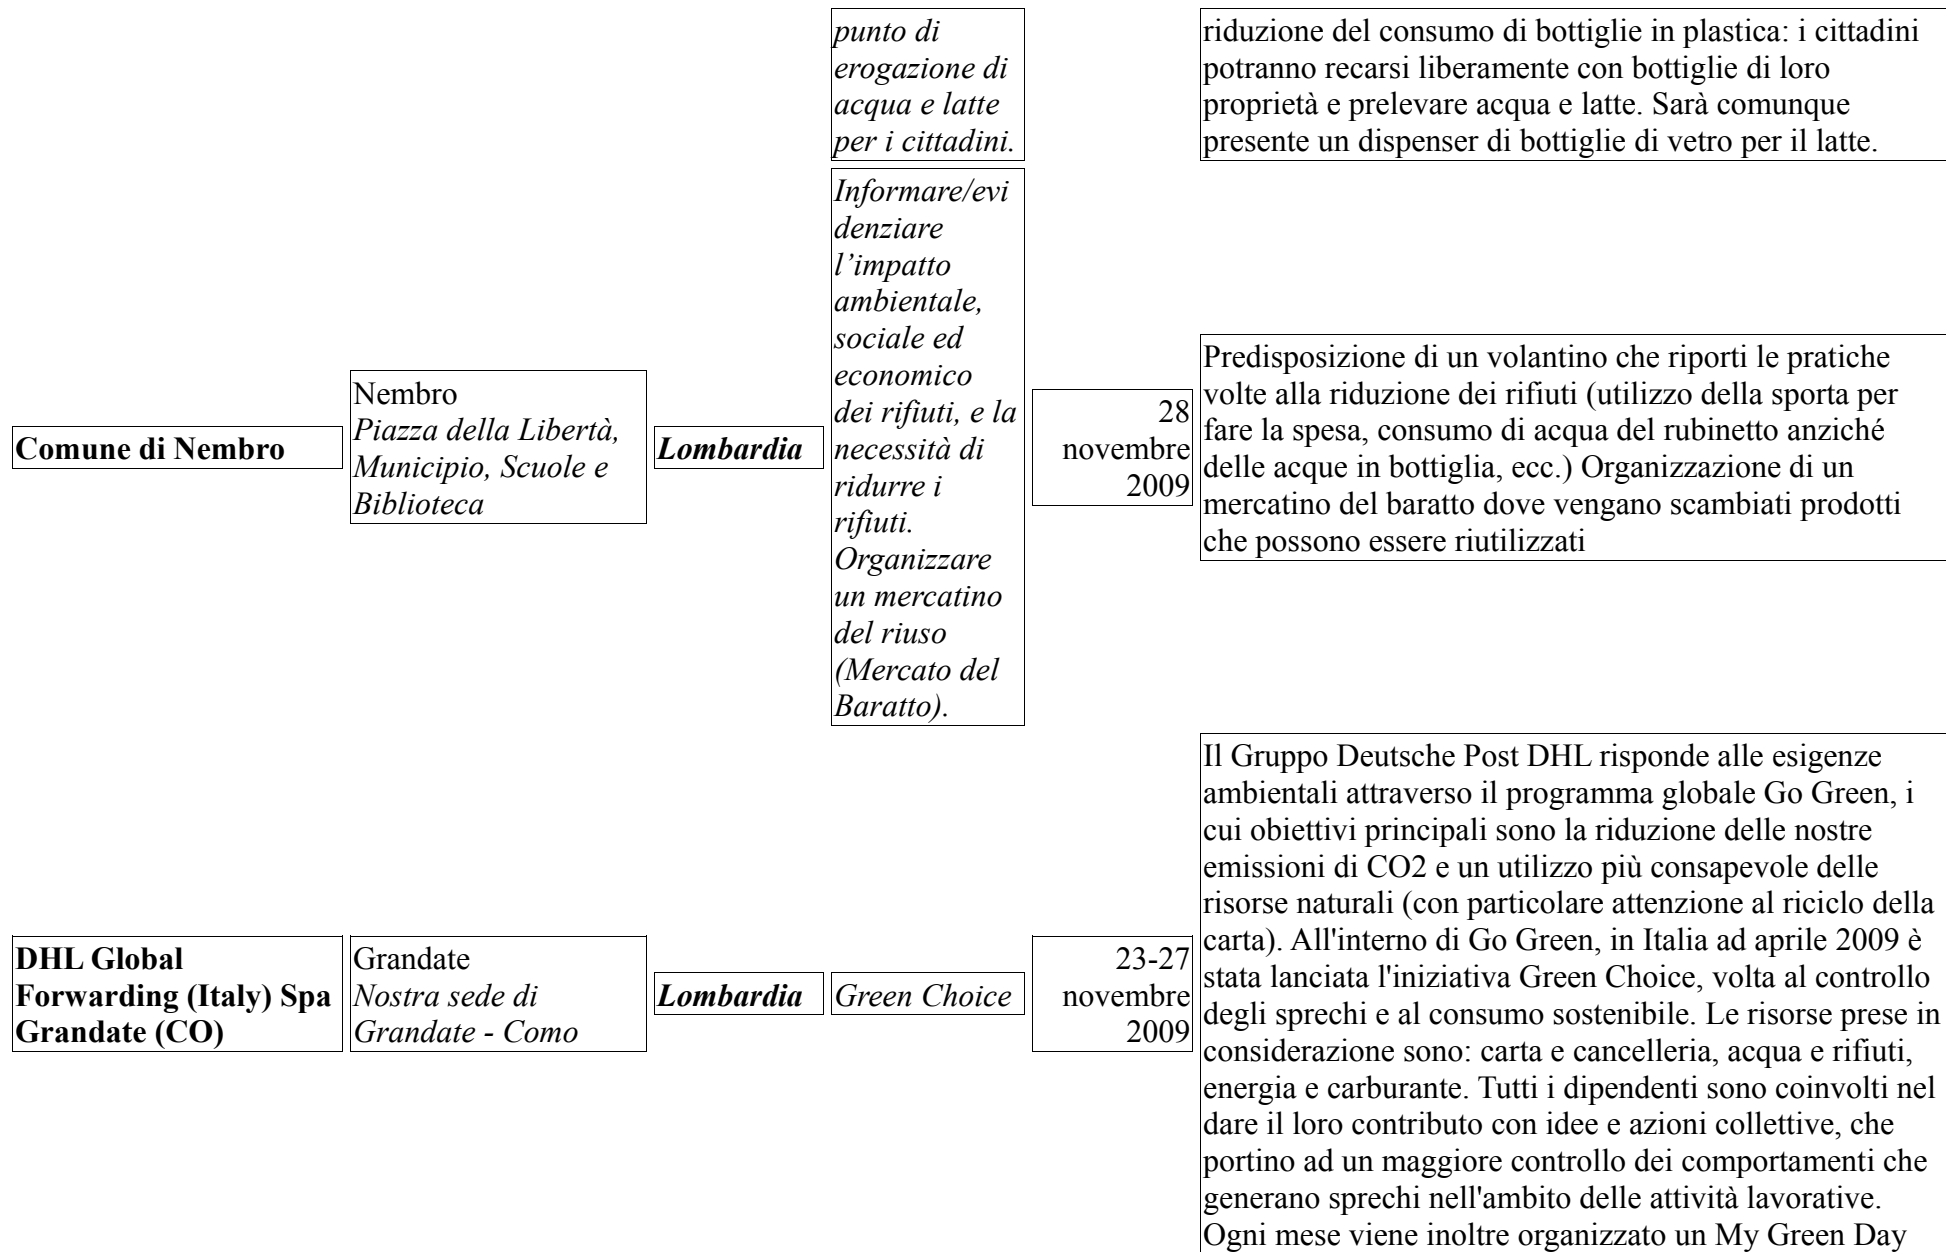 punto di
erogazione di
acqua e latte
per i cittadini.
riduzione del consumo di bottiglie in plastica: i cittadini
potranno recarsi liberamente con bottiglie di loro
proprietà e prelevare acqua e latte. Sarà comunque
presente un dispenser di bottiglie di vetro per il latte.
Comune di Nembro
Nembro
Piazza della Libertà,
Municipio, Scuole e
Biblioteca
Lombardia
Informare/evi
denziare
l’impatto
ambientale,
sociale ed
economico
dei rifiuti, e la
necessità di
ridurre i
rifiuti.
Organizzare
un mercatino
del riuso
(Mercato del
Baratto).
28
novembre
2009
Predisposizione di un volantino che riporti le pratiche
volte alla riduzione dei rifiuti (utilizzo della sporta per
fare la spesa, consumo di acqua del rubinetto anziché
delle acque in bottiglia, ecc.) Organizzazione di un
mercatino del baratto dove vengano scambiati prodotti
che possono essere riutilizzati
DHL Global
Forwarding (Italy) Spa
Grandate (CO)
Grandate
Nostra sede di
Grandate - Como
Lombardia
Green Choice
23-27
novembre
2009
Il Gruppo Deutsche Post DHL risponde alle esigenze
ambientali attraverso il programma globale Go Green, i
cui obiettivi principali sono la riduzione delle nostre
emissioni di CO2 e un utilizzo più consapevole delle
risorse naturali (con particolare attenzione al riciclo della
carta). All'interno di Go Green, in Italia ad aprile 2009 è
stata lanciata l'iniziativa Green Choice, volta al controllo
degli sprechi e al consumo sostenibile. Le risorse prese in
considerazione sono: carta e cancelleria, acqua e rifiuti,
energia e carburante. Tutti i dipendenti sono coinvolti nel
dare il loro contributo con idee e azioni collettive, che
portino ad un maggiore controllo dei comportamenti che
generano sprechi nell'ambito delle attività lavorative.
Ogni mese viene inoltre organizzato un My Green Day